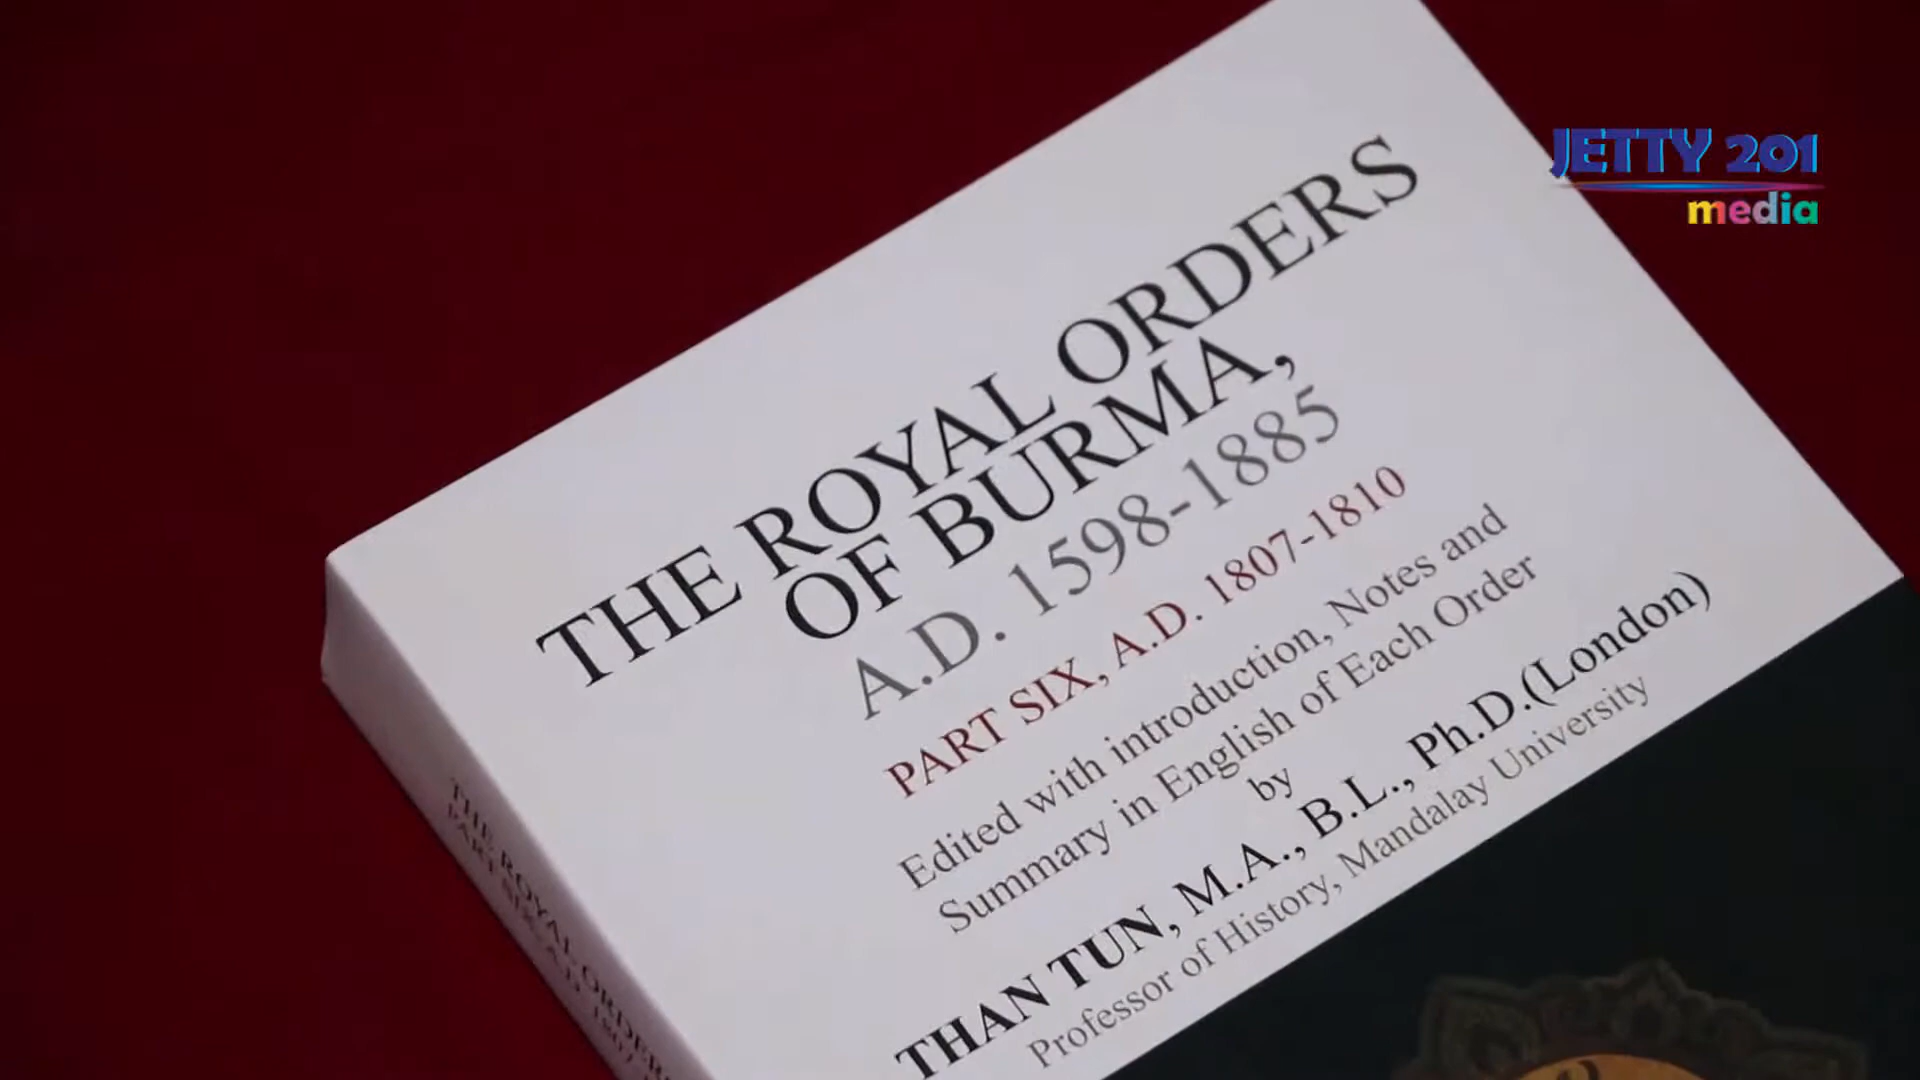 JETTY 201
media
THE ROYAL ORDERS
OF BURMA,
A.D. 1598-1885
PART SIX, A.D. 1807-1810
Edited with introduction, Notes and
Summary in English of Each Order
by
THAN TUN, M.A., B.L., Ph.D.(London)
Professor of History, Mandalay University
THE ROYAL ORDERS
PART SIX, A.D. 1807